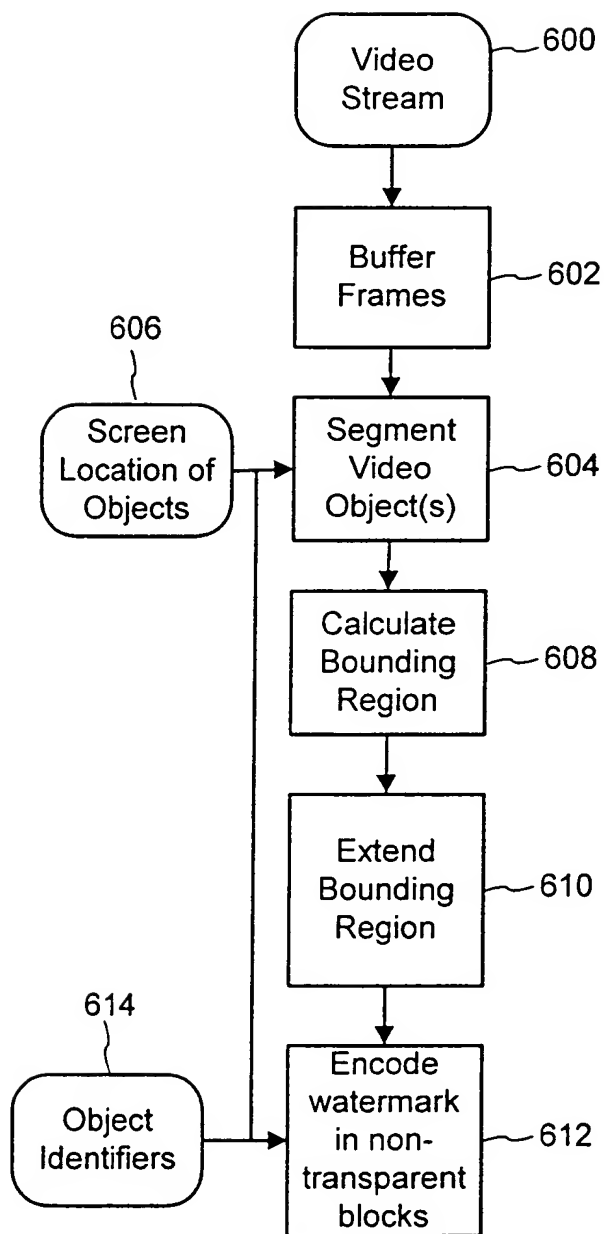 Video
Stream
600
Buffer
Frames
602
606
Screen
Location of
Objects
Segment
Video
Object(s)
604
Calculate
Bounding
Region
608
Extend
Bounding
Region
610
614
Object
Identifiers
Encode
watermark
in non-
transparent
blocks
612